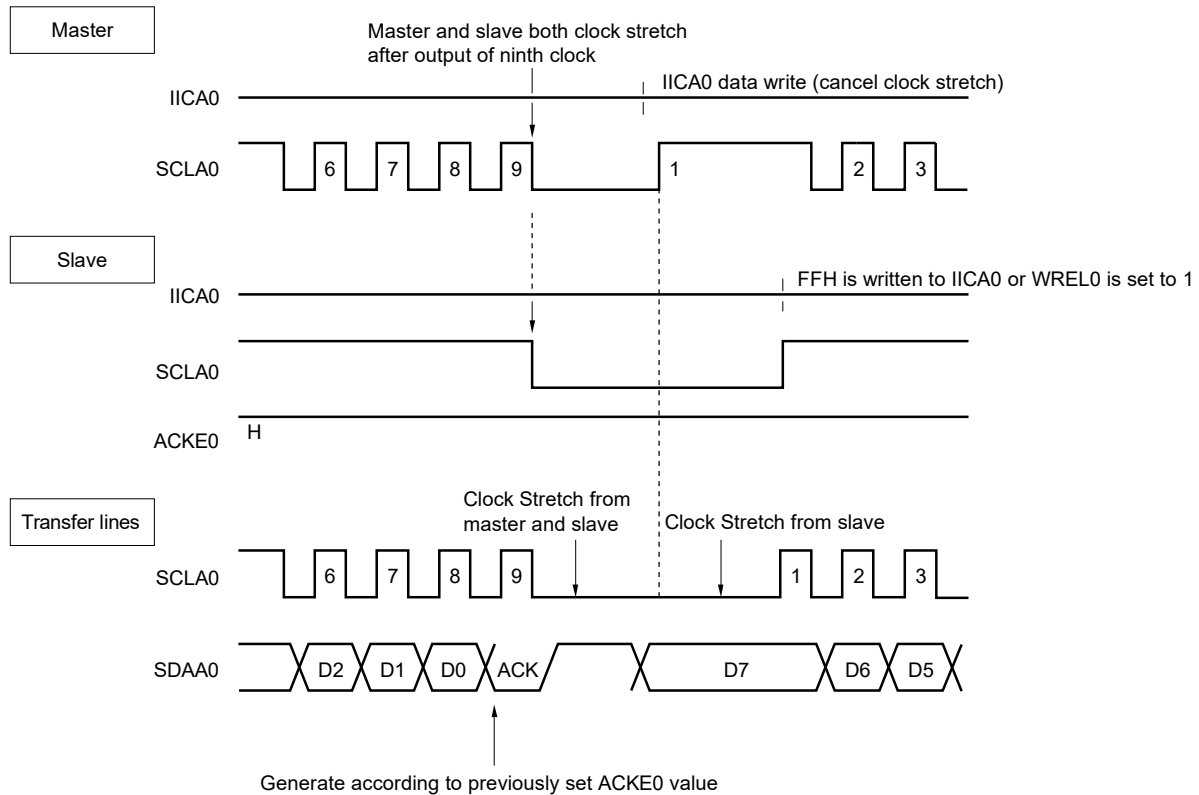 Master
Master and slave both clock stretch
after output of ninth clock
IICA0 data write (cancel clock stretch)
IICA0
SCLA0
6 7 8 9 1 2 3
Slave
FFH is written to IICA0 or WREL0 is set to 1
IICA0
SCLA0
ACKE0
H
Transfer lines
Clock Stretch from
master and slave
Clock Stretch from slave
SCLA0
6 7 8 9 1 2 3
SDAA0
D2 D1 D0 ACK D7 D6 D5
Generate according to previously set ACKE0 value